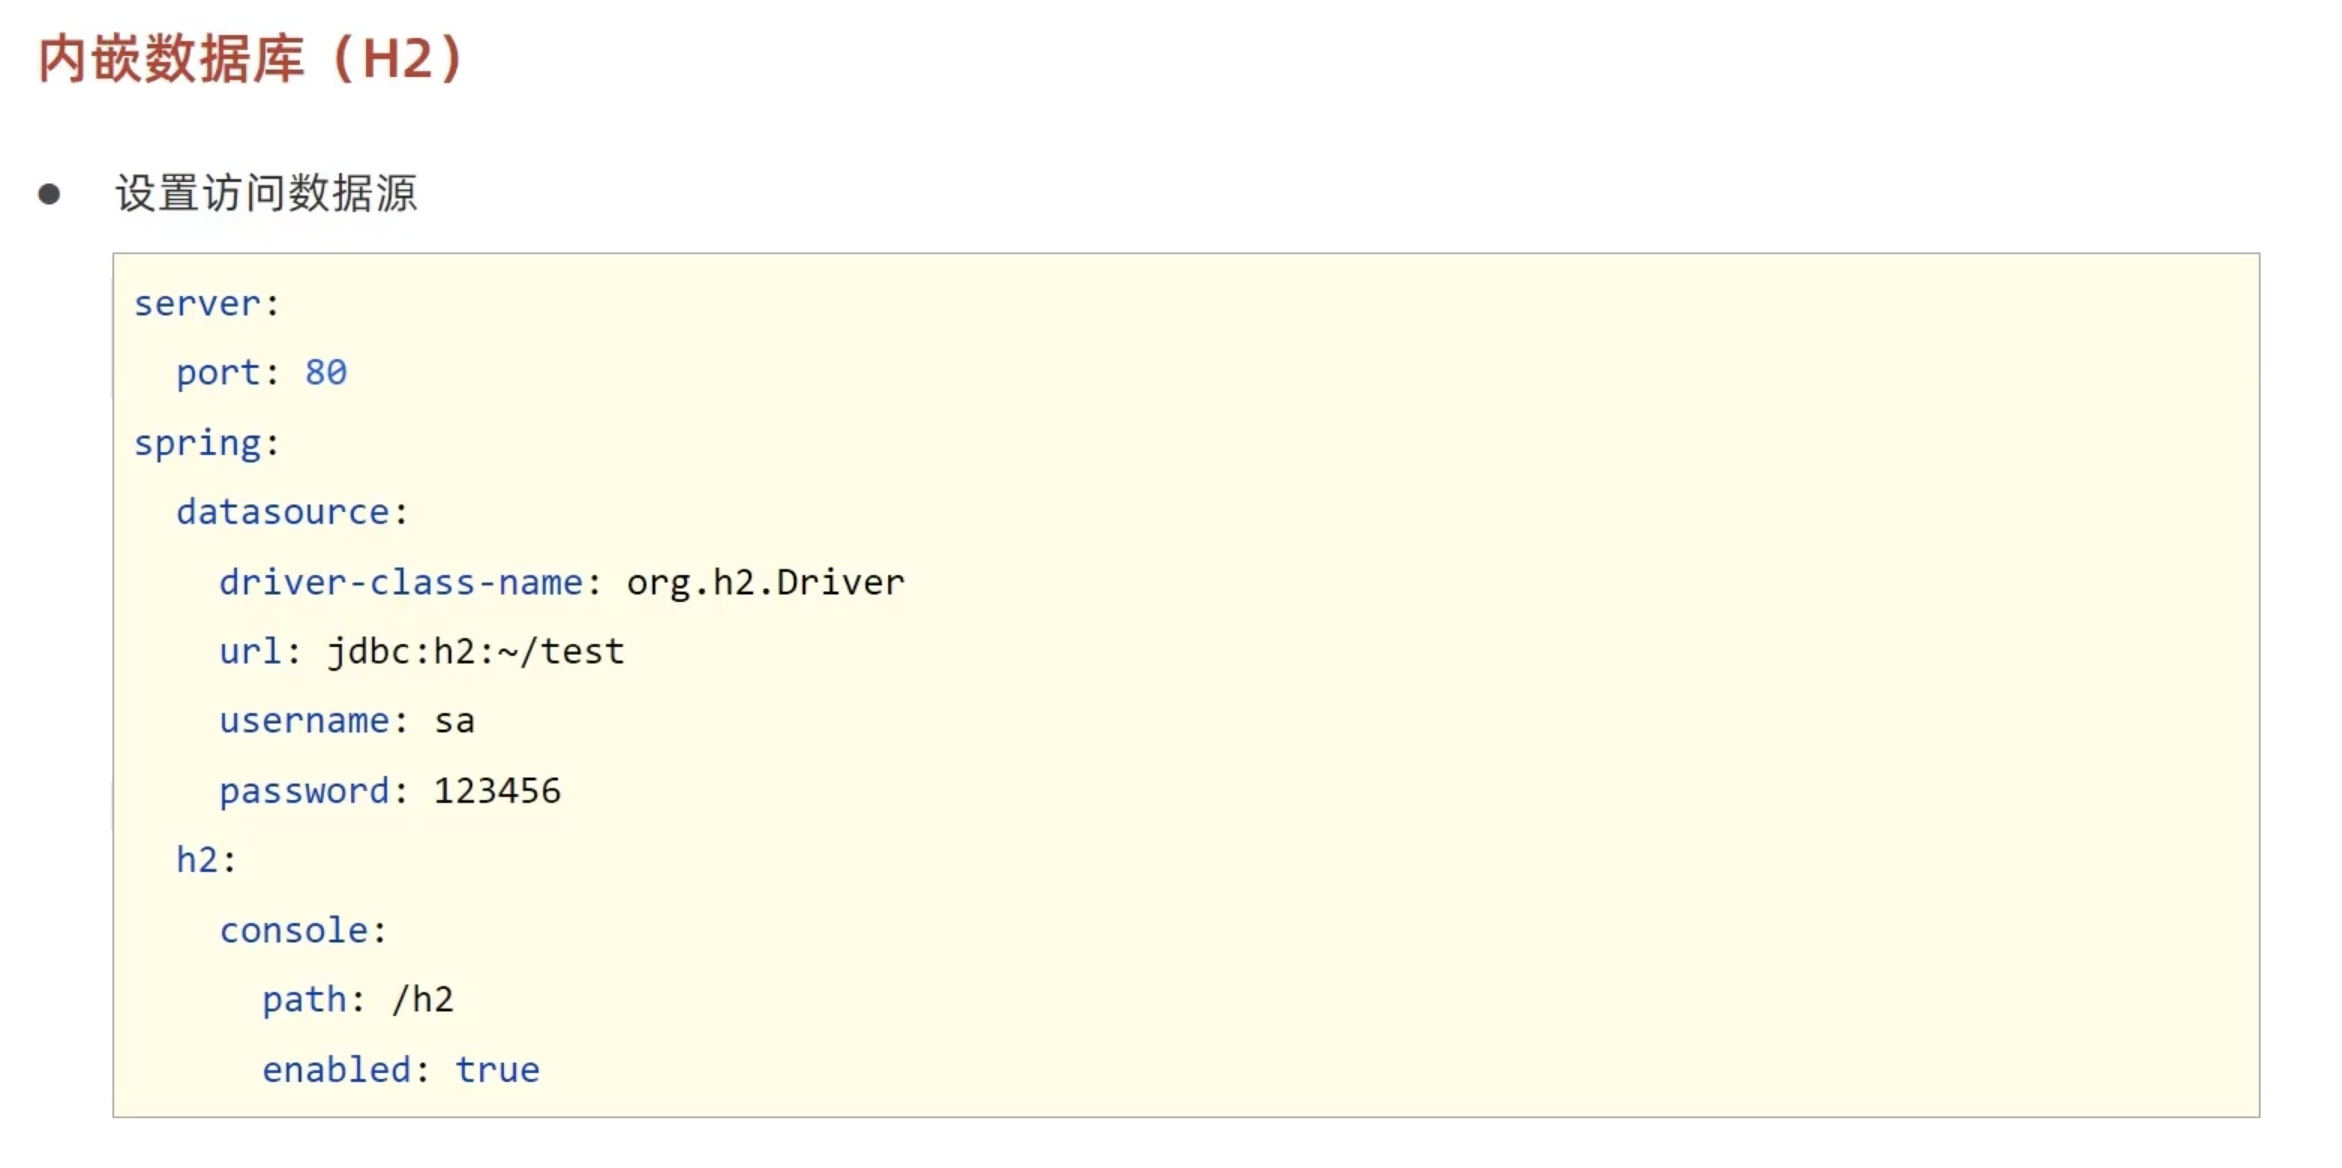 内嵌数据库（H2）
● 设置访问数据源
server:
  port: 80
spring:
  datasource:
    driver-class-name: org.h2.Driver
    url: jdbc:h2:~/test
    username: sa
    password: 123456
  h2:
    console:
      path: /h2
      enabled: true